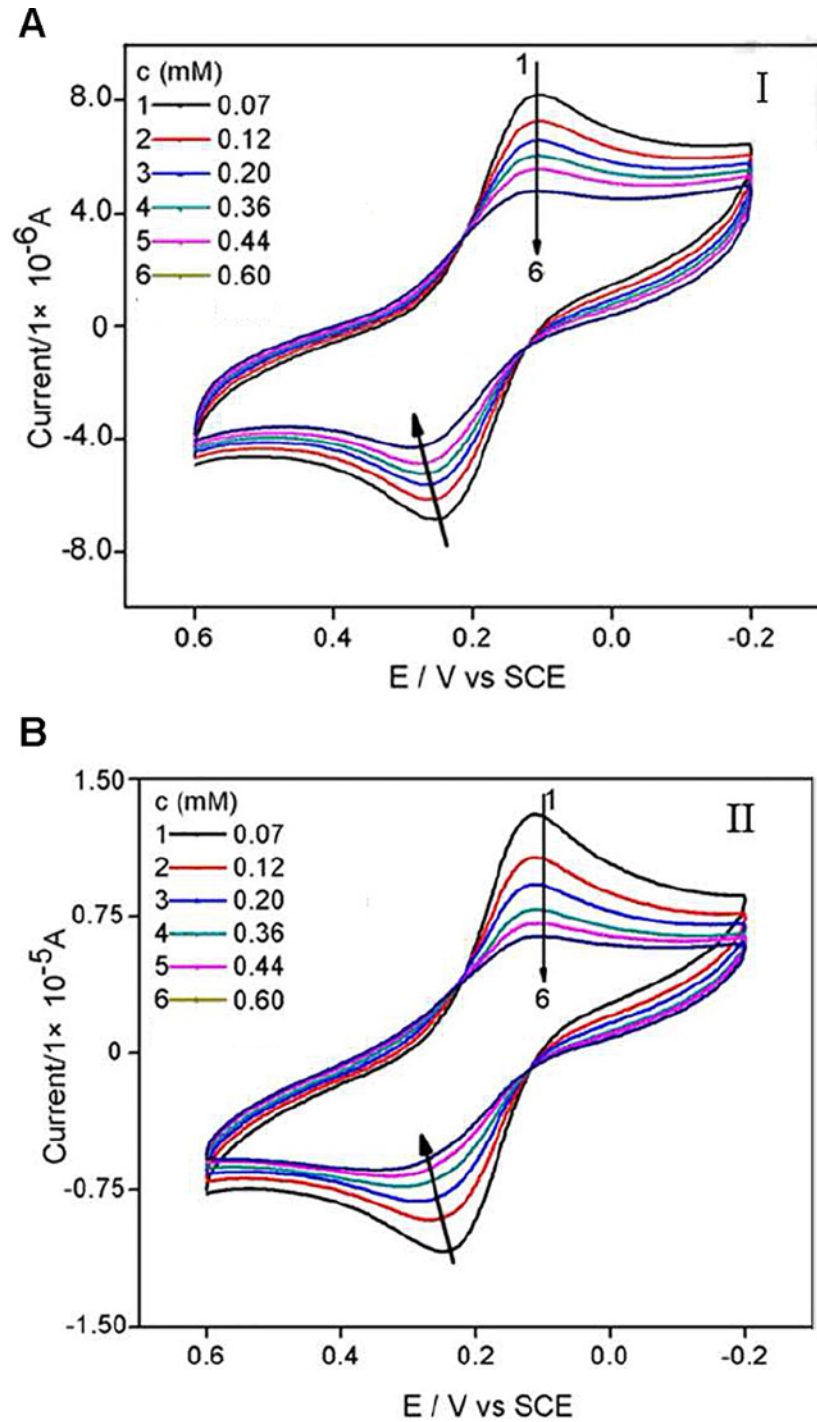 A
I
c (mM)
1 0.07
2 0.12
3 0.20
4 0.36
5 0.44
6 0.60
1
6
8.0
4.0
0
-4.0
-8.0
Current/1× 10⁻⁶A
0.6 0.4 0.2 0.0 -0.2
E / V vs SCE
B
II
c (mM)
1 0.07
2 0.12
3 0.20
4 0.36
5 0.44
6 0.60
1
6
1.50
0.75
0
-0.75
-1.50
Current/1× 10⁻⁵A
0.6 0.4 0.2 0.0 -0.2
E / V vs SCE